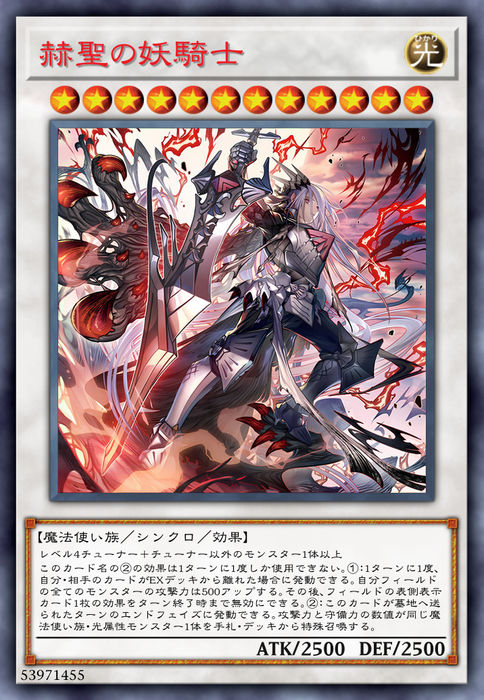 赫聖の妖騎士
ひかり
光
【魔法使い族／シンクロ／効果】
レベル4チューナー＋チューナー以外のモンスター1体以上
このカード名の②の効果は1ターンに1度しか使用できない。①：1ターンに1度、
自分・相手のカードがEXデッキから離れた場合に発動できる。自分フィールド
の全てのモンスターの攻撃力は500アップする。その後、フィールドの表側表示
カード1枚の効果をターン終了時まで無効にできる。②：このカードが墓地へ送
られたターンのエンドフェイズに発動できる。攻撃力と守備力の数値が同じ魔
法使い族・光属性モンスター1体を手札・デッキから特殊召喚する。
ATK/2500 DEF/2500
53971455